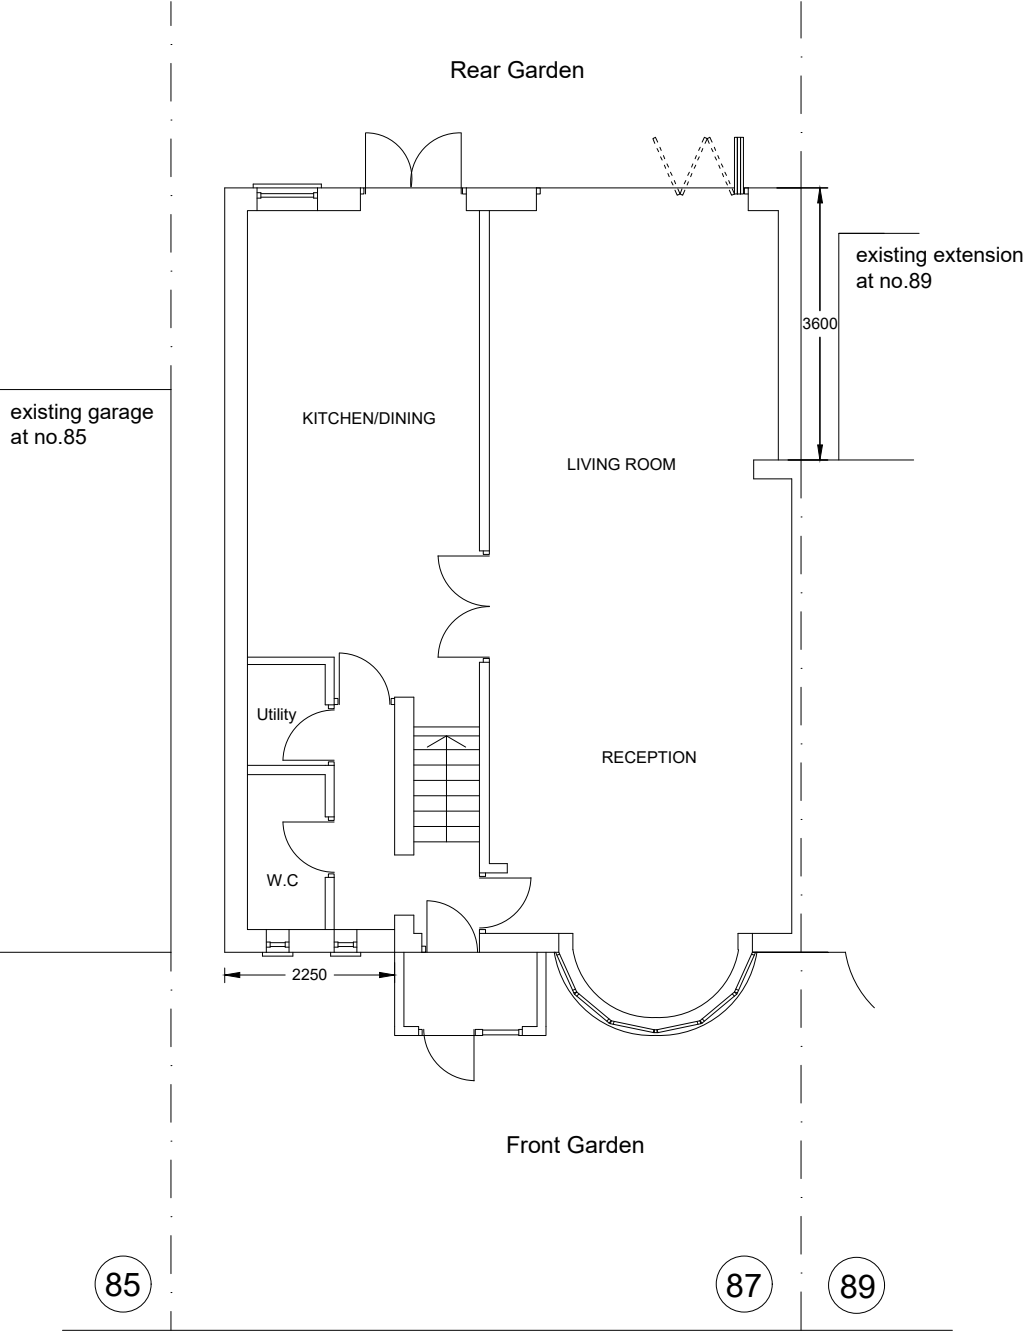 Rear Garden
existing extension
at no.89
3600
existing garage
at no.85
KITCHEN/DINING
LIVING ROOM
Utility
RECEPTION
W.C
2250
Front Garden
85
87
89